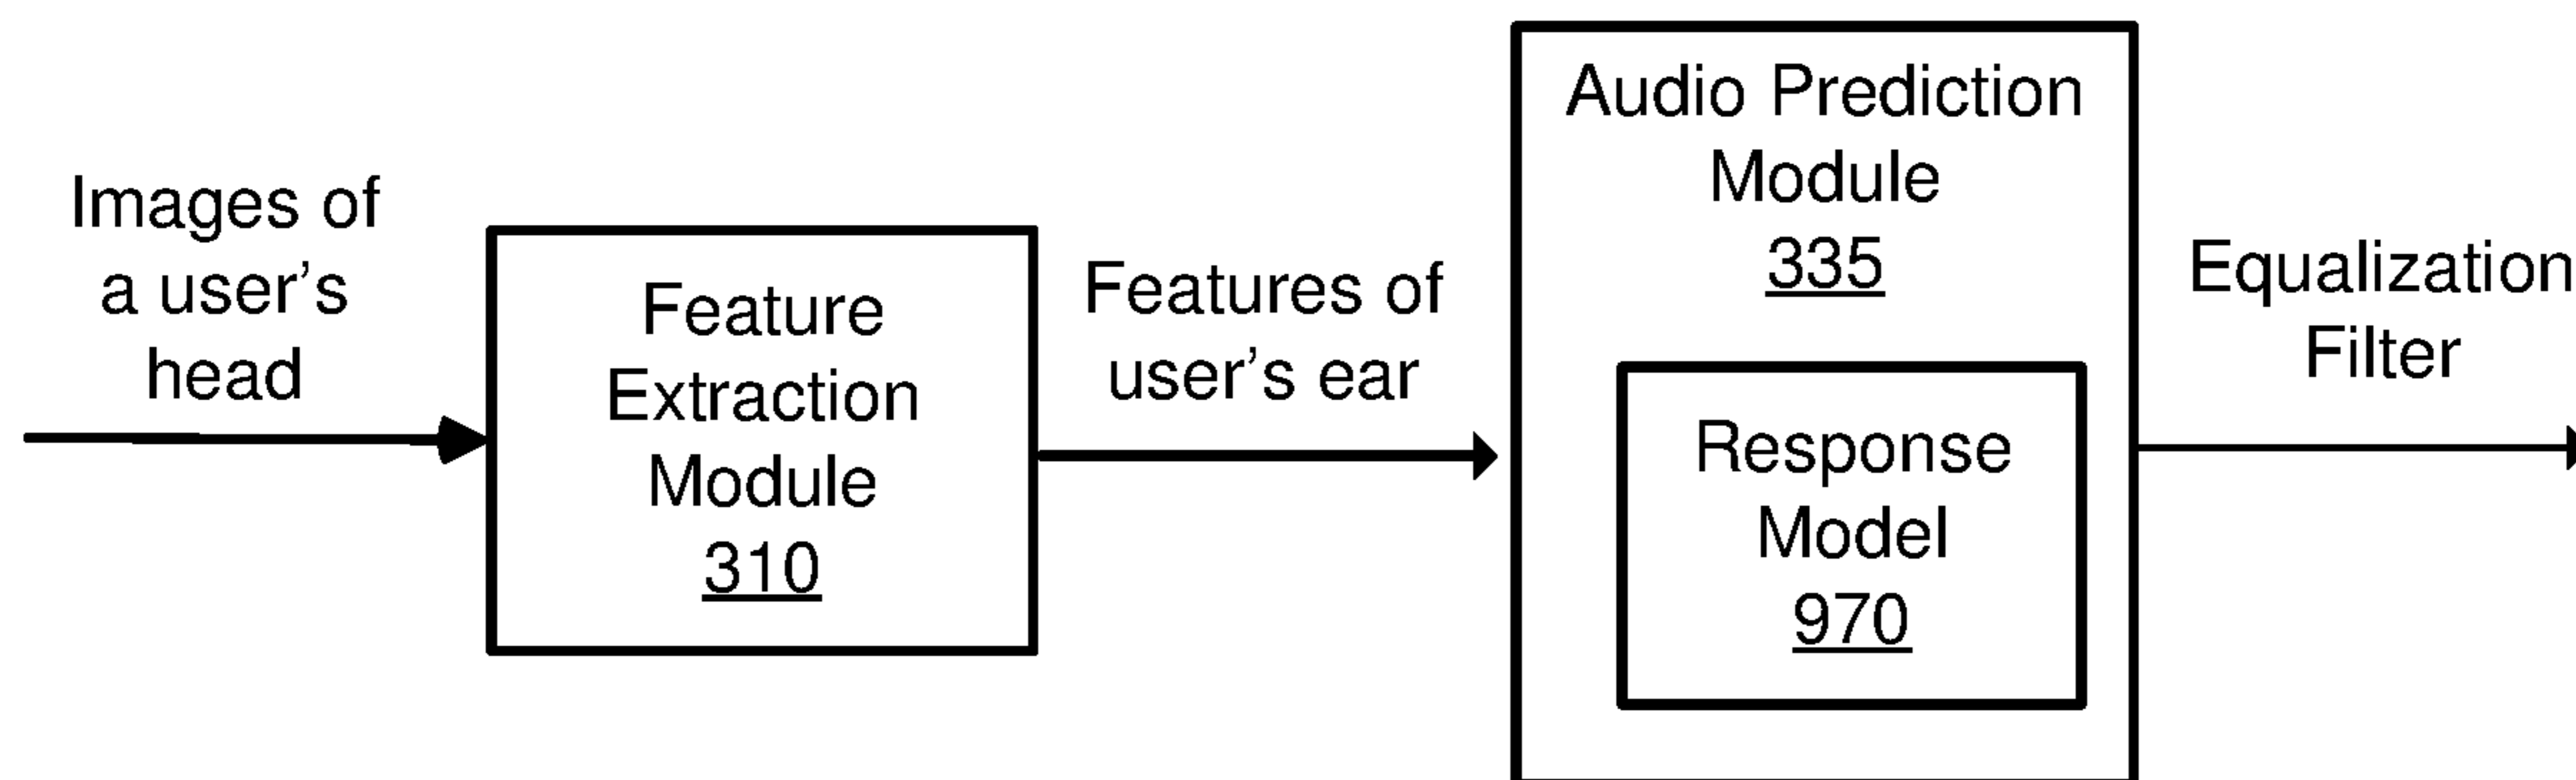 Images of
a user's
head
Feature
Extraction
Module
310
Features of
user's ear
Audio Prediction
Module
335
Response
Model
970
Equalization
Filter